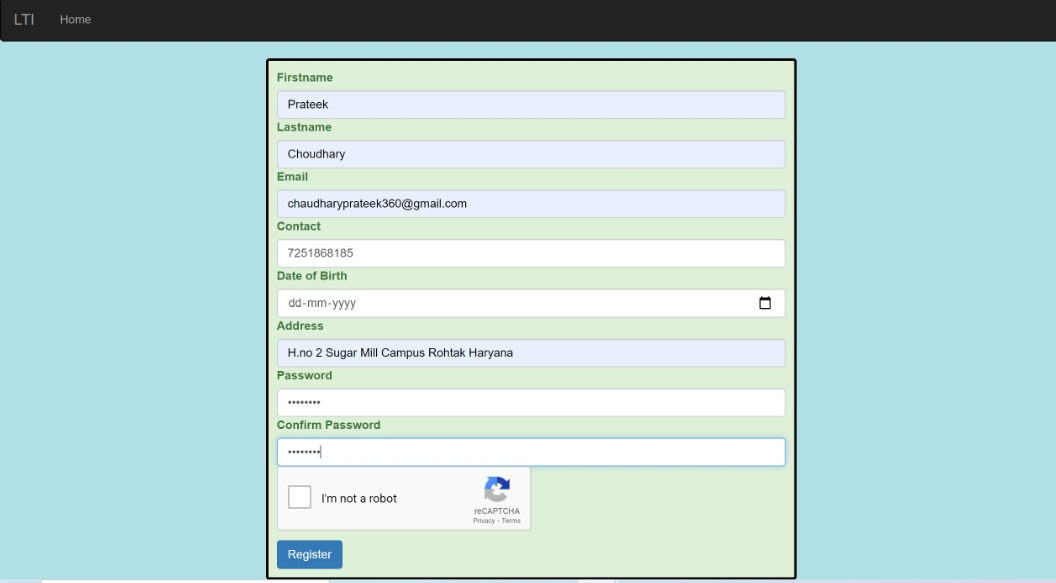 LTI Home
Firstname
Prateek
Lastname
Choudhary
Email
chaudharyprateek360@gmail.com
Contact
7251868185
Date of Birth
dd-mm-yyyy
Address
H.no 2 Sugar Mill Campus Rohtak Haryana
Password
••••••••
Confirm Password
••••••••
I'm not a robot
reCAPTCHA
Privacy - Terms
Register